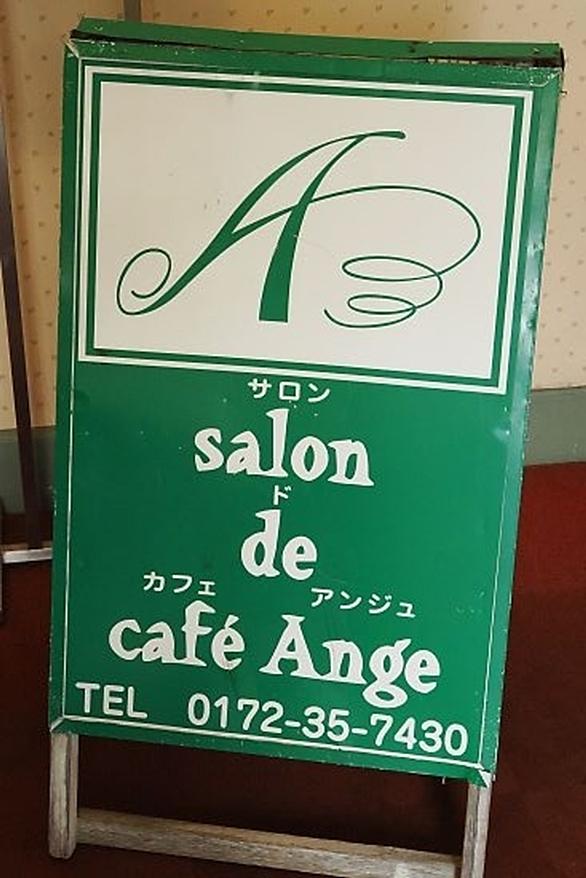 A
サロン
salon
ド
de
カフェ アンジュ
café Ange
TEL 0172-35-7430